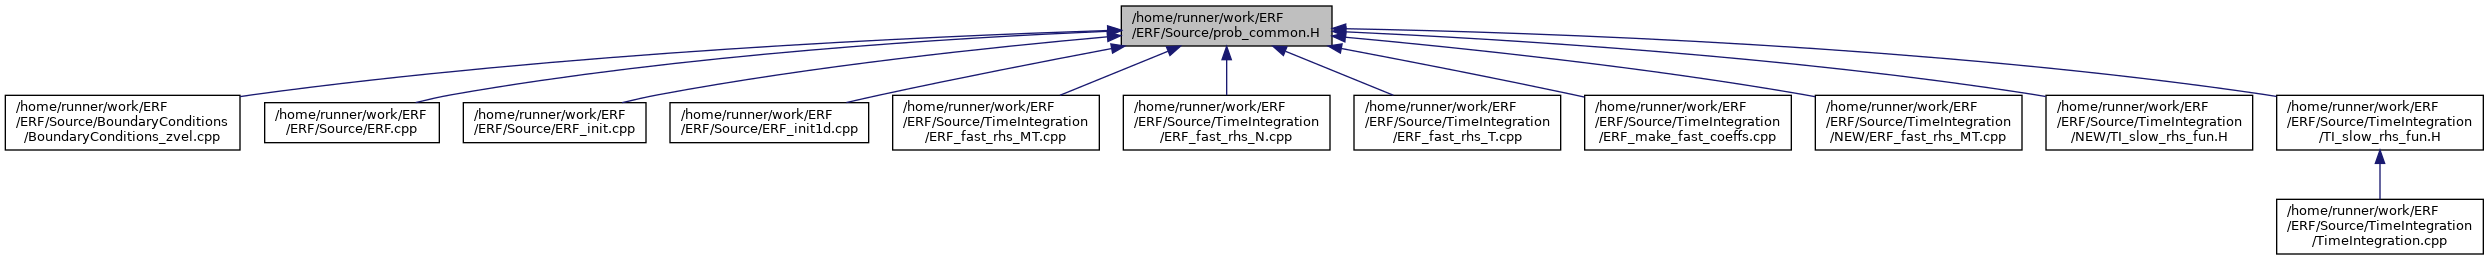 /home/runner/work/ERF
/ERF/Source/prob_common.H
/home/runner/work/ERF
/ERF/Source/BoundaryConditions
/BoundaryConditions_zvel.cpp
/home/runner/work/ERF
/ERF/Source/ERF.cpp
/home/runner/work/ERF
/ERF/Source/ERF_init.cpp
/home/runner/work/ERF
/ERF/Source/ERF_init1d.cpp
/home/runner/work/ERF
/ERF/Source/TimeIntegration
/ERF_fast_rhs_MT.cpp
/home/runner/work/ERF
/ERF/Source/TimeIntegration
/ERF_fast_rhs_N.cpp
/home/runner/work/ERF
/ERF/Source/TimeIntegration
/ERF_fast_rhs_T.cpp
/home/runner/work/ERF
/ERF/Source/TimeIntegration
/ERF_make_fast_coeffs.cpp
/home/runner/work/ERF
/ERF/Source/TimeIntegration
/NEW/ERF_fast_rhs_MT.cpp
/home/runner/work/ERF
/ERF/Source/TimeIntegration
/NEW/TI_slow_rhs_fun.H
/home/runner/work/ERF
/ERF/Source/TimeIntegration
/TI_slow_rhs_fun.H
/home/runner/work/ERF
/ERF/Source/TimeIntegration
/TimeIntegration.cpp